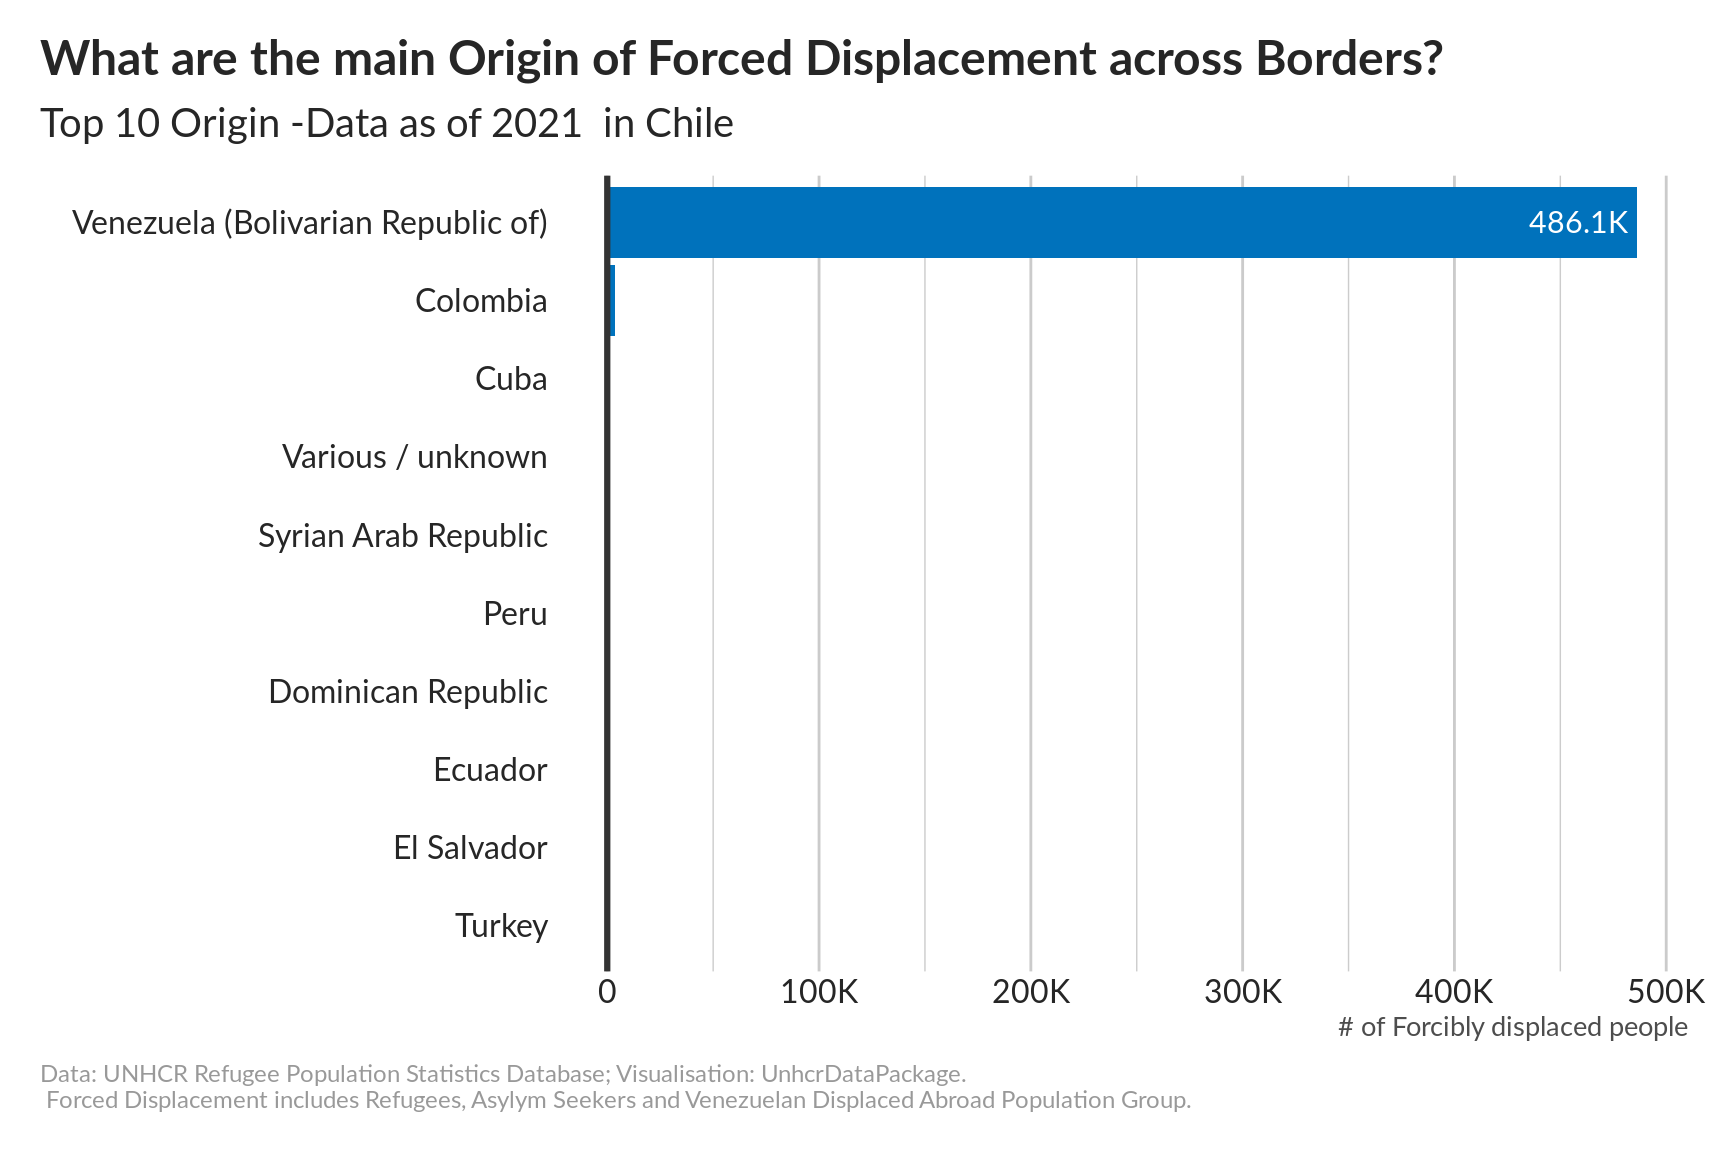 What are the main Origin of Forced Displacement across Borders?
Top 10 Origin -Data as of 2021  in Chile
Venezuela (Bolivarian Republic of)
486.1K
Colombia
Cuba
Various / unknown
Syrian Arab Republic
Peru
Dominican Republic
Ecuador
El Salvador
Turkey
0 100K 200K 300K 400K 500K
# of Forcibly displaced people
Data: UNHCR Refugee Population Statistics Database; Visualisation: UnhcrDataPackage.
Forced Displacement includes Refugees, Asylym Seekers and Venezuelan Displaced Abroad Population Group.